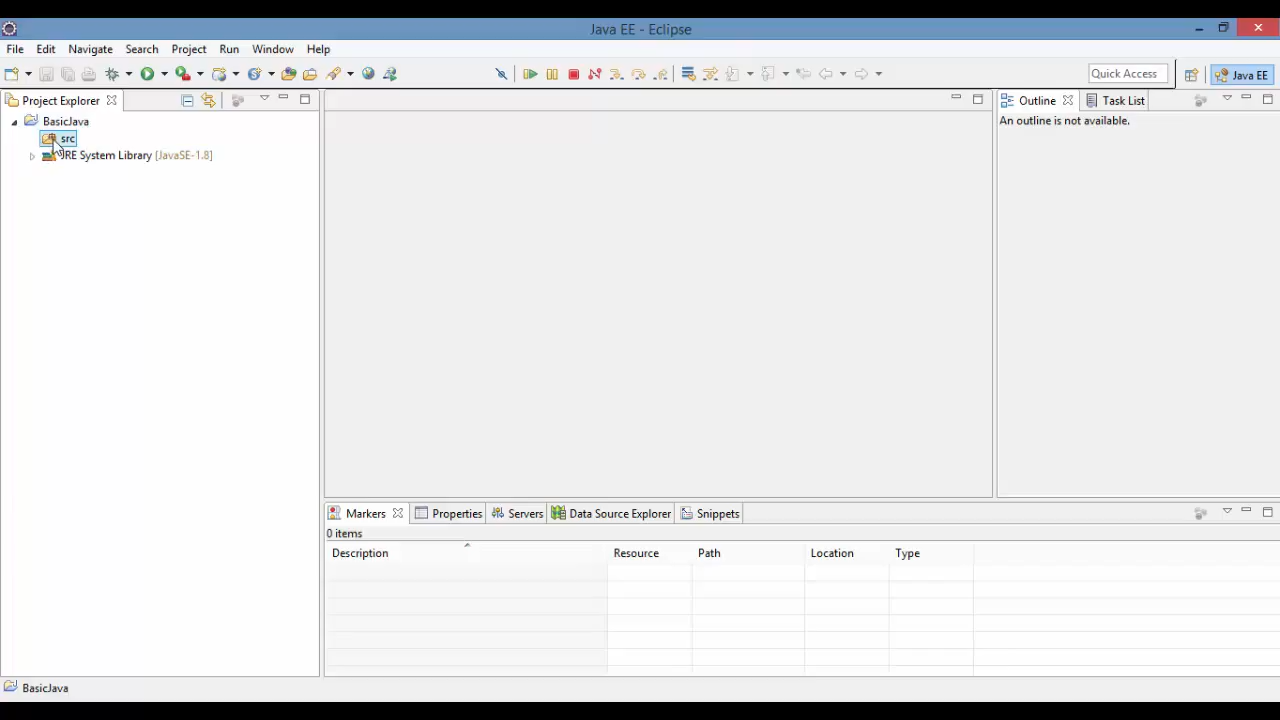 Java EE - Eclipse
File Edit Navigate Search Project Run Window Help
Quick Access
Java EE
Project Explorer
BasicJava
src
JRE System Library [JavaSE-1.8]
Outline
Task List
An outline is not available.
Markers
Properties
Servers
Data Source Explorer
Snippets
0 items
Description Resource Path Location Type
BasicJava